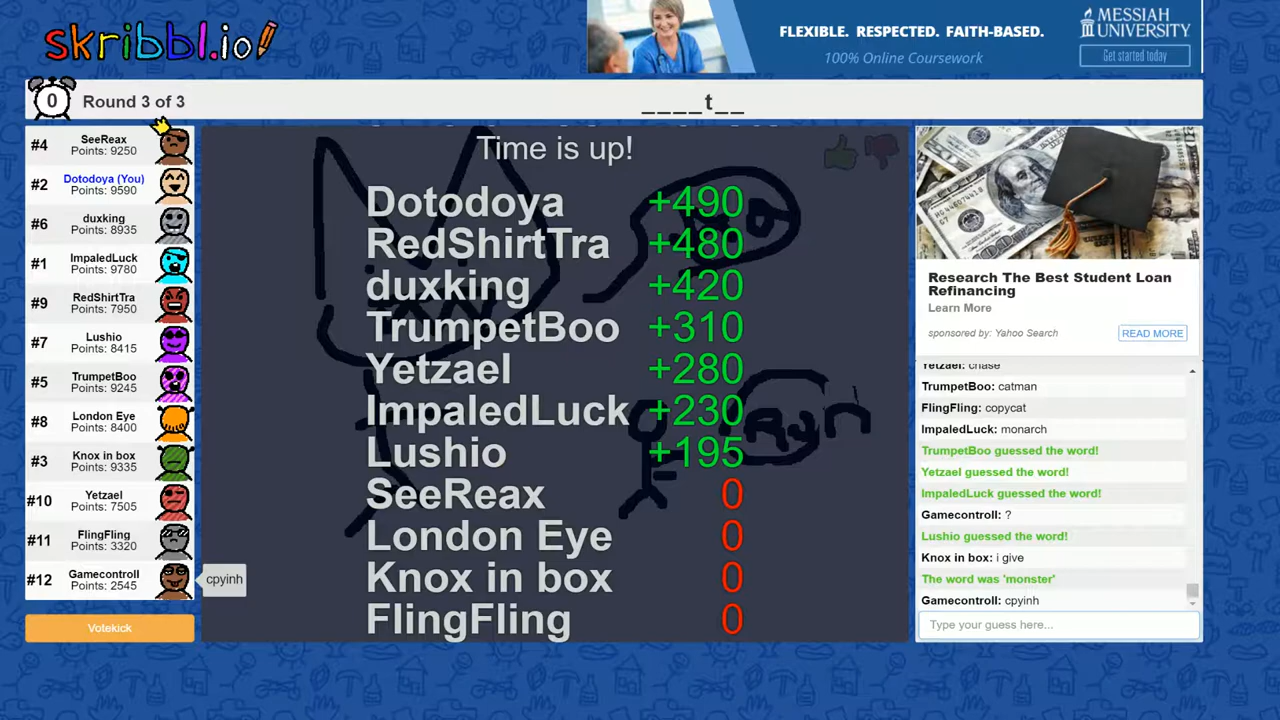 skribbl.io
FLEXIBLE. RESPECTED. FAITH-BASED.
100% Online Coursework
MESSIAH
UNIVERSITY
Get started today
0
Round 3 of 3
____t__
#4 SeeReax
Points: 9250
#2 Dotodoya (You)
Points: 9590
#6 duxking
Points: 8935
#1 ImpaledLuck
Points: 9780
#9 RedShirtTra
Points: 7950
#7 Lushio
Points: 8415
#5 TrumpetBoo
Points: 9245
#8 London Eye
Points: 8400
#3 Knox in box
Points: 9335
#10 Yetzael
Points: 7505
#11 FlingFling
Points: 3320
#12 Gamecontroll
Points: 2545
cpyinh
Votekick
Time is up!
Dotodoya +490
RedShirtTra +480
duxking +420
TrumpetBoo +310
Yetzael +280
ImpaledLuck +230
Lushio +195
SeeReax 0
London Eye 0
Knox in box 0
FlingFling 0
Research The Best Student Loan
Refinancing
Learn More
sponsored by: Yahoo Search
READ MORE
Yetzael: chase
TrumpetBoo: catman
FlingFling: copycat
ImpaledLuck: monarch
TrumpetBoo guessed the word!
Yetzael guessed the word!
ImpaledLuck guessed the word!
Gamecontroll: ?
Lushio guessed the word!
Knox in box: i give
The word was 'monster'
Gamecontroll: cpyinh
Type your guess here...